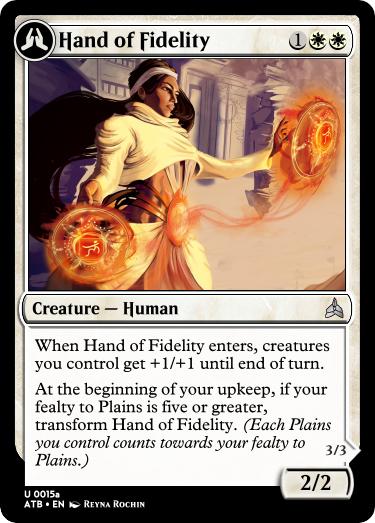 Hand of Fidelity 1
Creature — Human
When Hand of Fidelity enters, creatures
you control get +1/+1 until end of turn.
At the beginning of your upkeep, if your
fealty to Plains is five or greater,
transform Hand of Fidelity. (Each Plains
you control counts towards your fealty to
Plains.)
3/3
2/2
U 0015a
ATB • EN Reyna Rochin